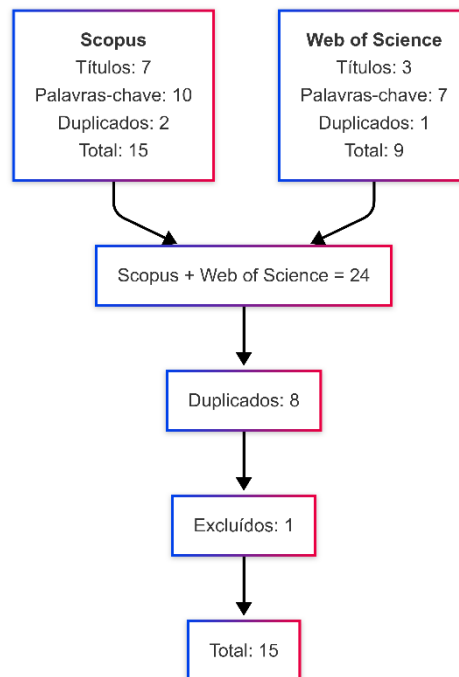 Scopus
Títulos: 7
Palavras-chave: 10
Duplicados: 2
Total: 15
Web of Science
Títulos: 3
Palavras-chave: 7
Duplicados: 1
Total: 9
Scopus + Web of Science = 24
Duplicados: 8
Excluídos: 1
Total: 15